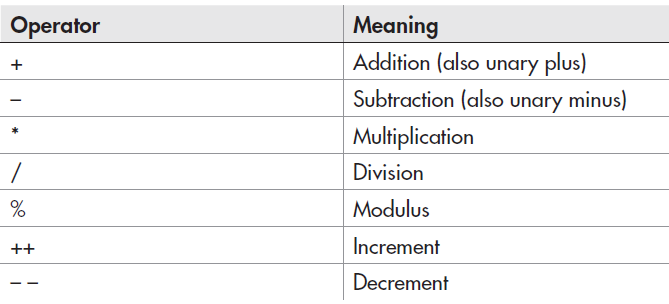 Operator Meaning
+ Addition (also unary plus)
– Subtraction (also unary minus)
* Multiplication
/ Division
% Modulus
++ Increment
– – Decrement